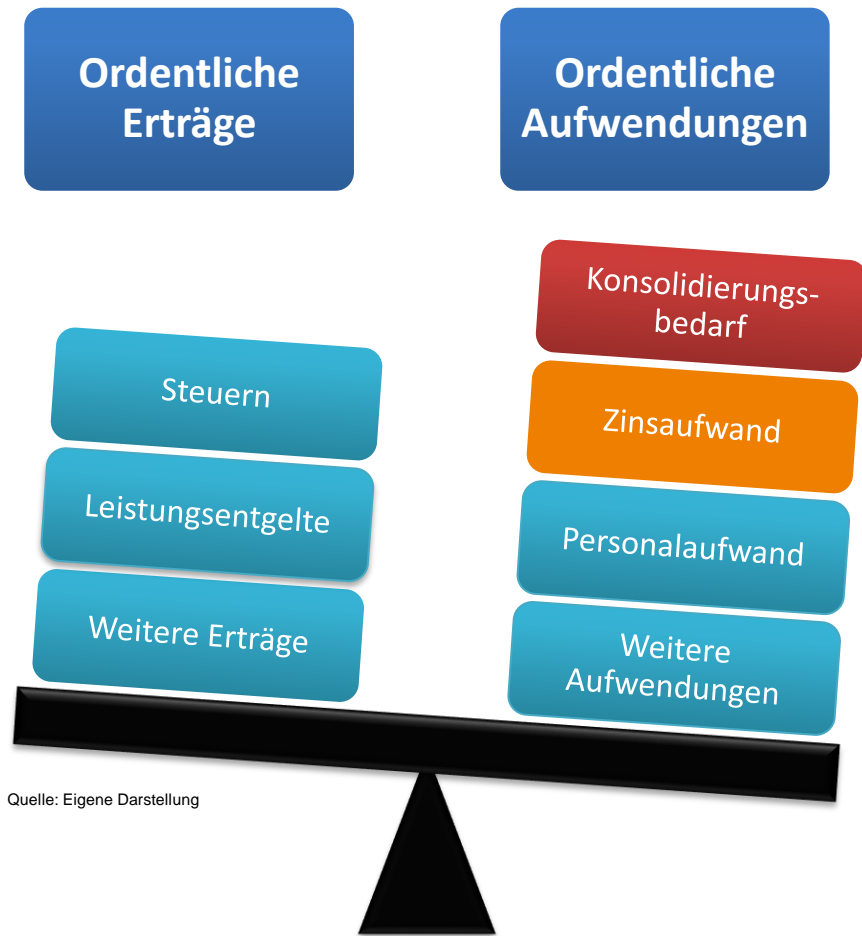 Ordentliche
Erträge
Ordentliche
Aufwendungen
Steuern
Leistungsentgelte
Weitere Erträge
Konsolidierungs-
bedarf
Zinsaufwand
Personalaufwand
Weitere
Aufwendungen
Quelle: Eigene Darstellung